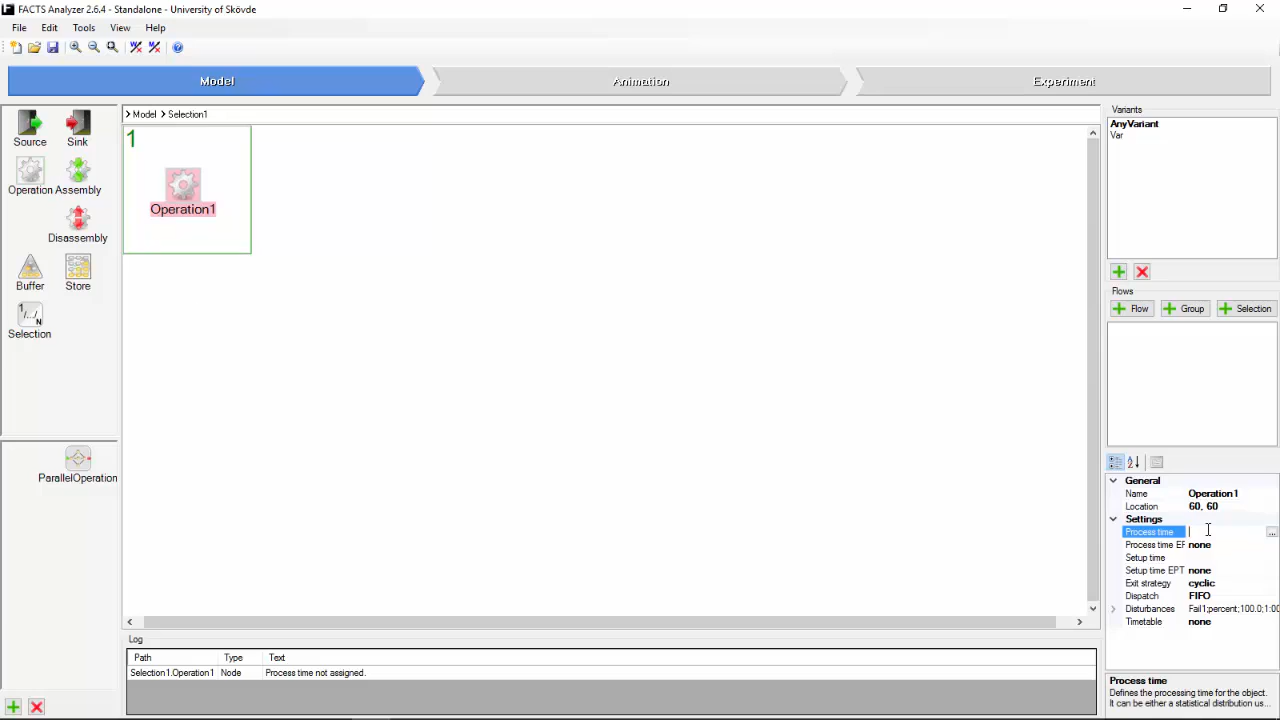 FACTS Analyzer 2.6.4 - Standalone - University of Skövde
File Edit Tools View Help
Model
Animation
Experiment
Source
Sink
Operation
Assembly
Disassembly
Buffer
Store
1 /.../ N
Selection
ParallelOperation
Model Selection1
1
Operation1
Log
Path Type Text
Selection1.Operation1 Node Process time not assigned.
Variants
AnyVariant
Var
Flows
Flow Group Selection
General
Name Operation1
Location 60, 60
Settings
Process time ...
Process time EF none
Setup time
Setup time EPT none
Exit strategy cyclic
Dispatch FIFO
Disturbances Fail1;percent;100.0;1:00
Timetable none
Process time
Defines the processing time for the object.
It can be either a statistical distribution us...